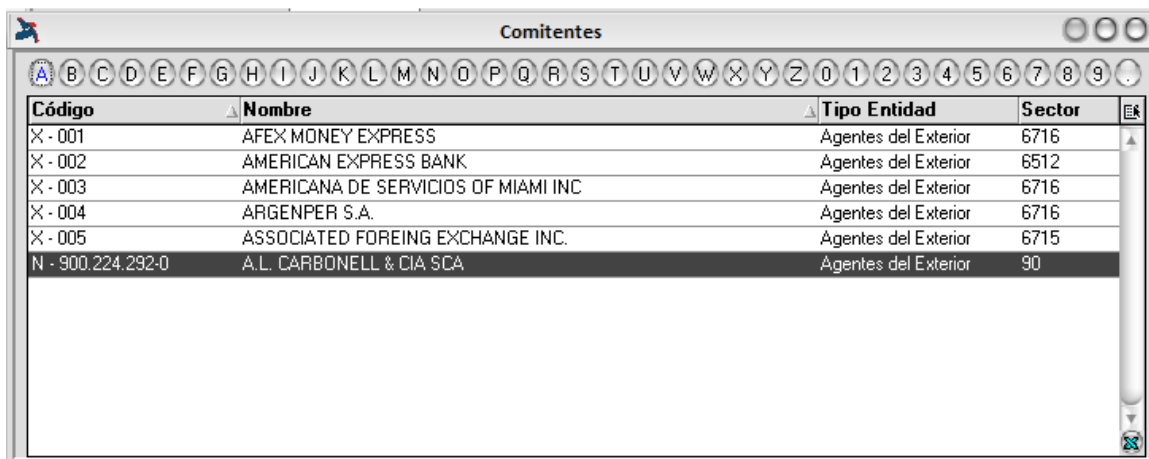 Comitentes
A B C D E F G H I J K L M N O P Q R S T U V W X Y Z 0 1 2 3 4 5 6 7 8 9 .
Código Nombre Tipo Entidad Sector
X - 001 AFEX MONEY EXPRESS Agentes del Exterior 6716
X - 002 AMERICAN EXPRESS BANK Agentes del Exterior 6512
X - 003 AMERICANA DE SERVICIOS OF MIAMI INC Agentes del Exterior 6716
X - 004 ARGENPER S.A. Agentes del Exterior 6716
X - 005 ASSOCIATED FOREING EXCHANGE INC. Agentes del Exterior 6715
N - 900.224.292-0 A.L. CARBONELL & CIA SCA Agentes del Exterior 90